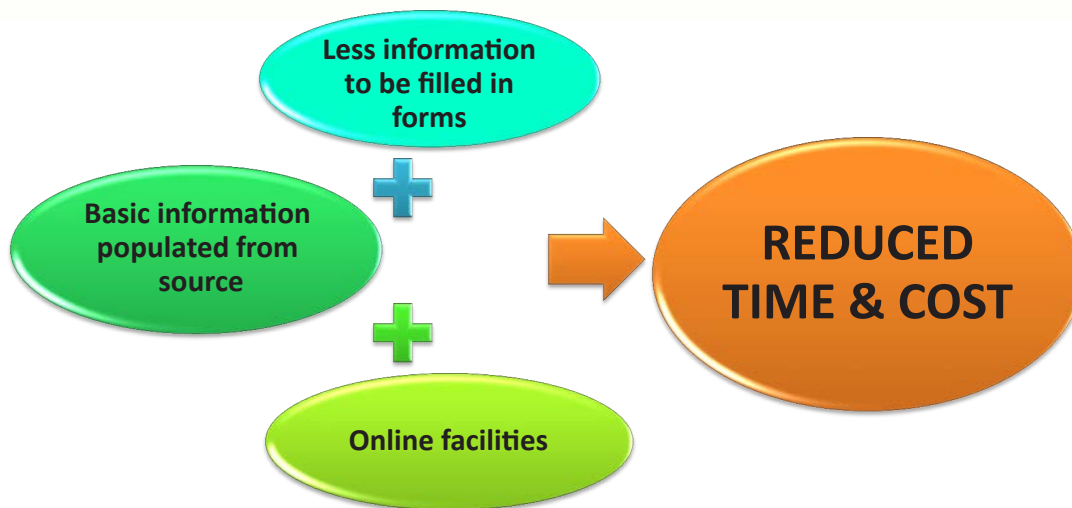 Less information
to be filled in
forms
Basic information
populated from
source
Online facilities
REDUCED
TIME & COST